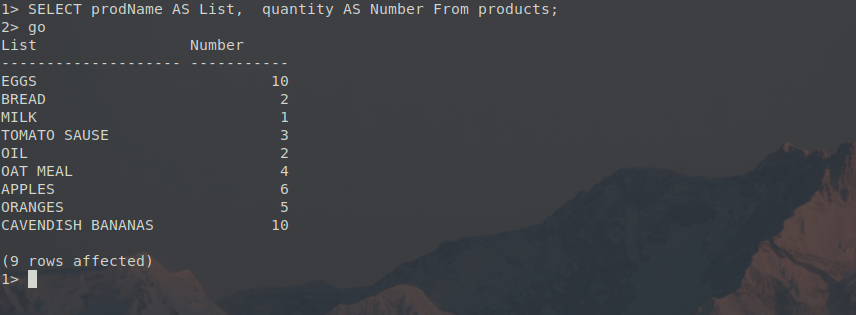 1> SELECT prodName AS List,  quantity AS Number From products;
2> go
List                 Number
-------------------- -----------
EGGS                          10
BREAD                          2
MILK                           1
TOMATO SAUSE                   3
OIL                            2
OAT MEAL                       4
APPLES                         6
ORANGES                        5
CAVENDISH BANANAS             10

(9 rows affected)
1>